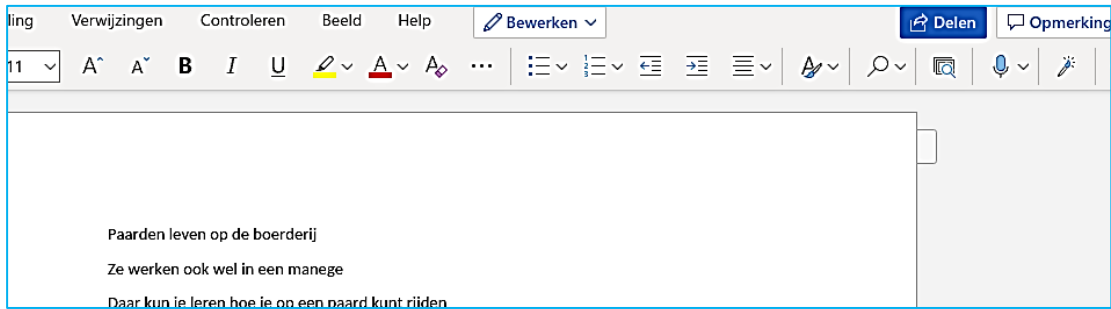 ling Verwijzingen Controleren Beeld Help Bewerken Delen Opmerking
11 A A B I U A A
Paarden leven op de boerderij
Ze werken ook wel in een manege
Daar kun je leren hoe je op een paard kunt rijden